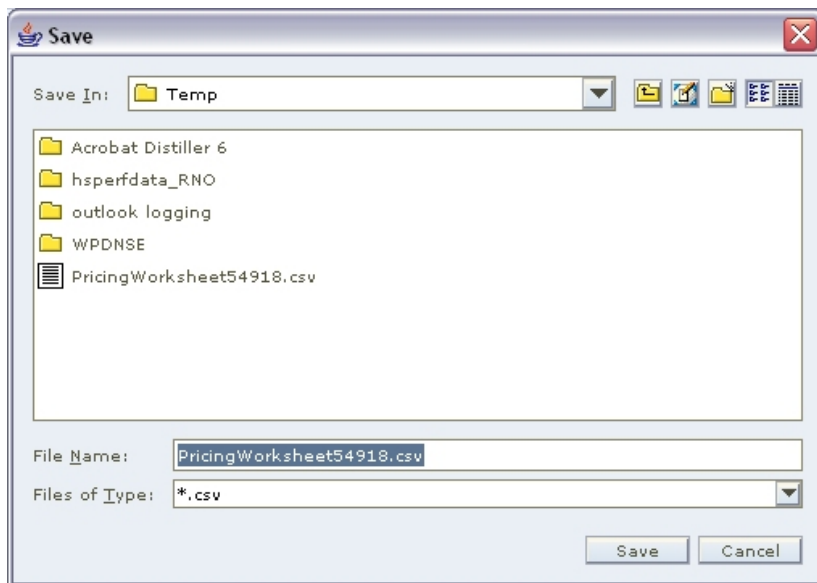 Save
Save In: Temp
Acrobat Distiller 6
hsperfdata_RNO
outlook logging
WPDNSE
PricingWorksheet54918.csv
File Name: PricingWorksheet54918.csv
Files of Type: *.csv
Save Cancel